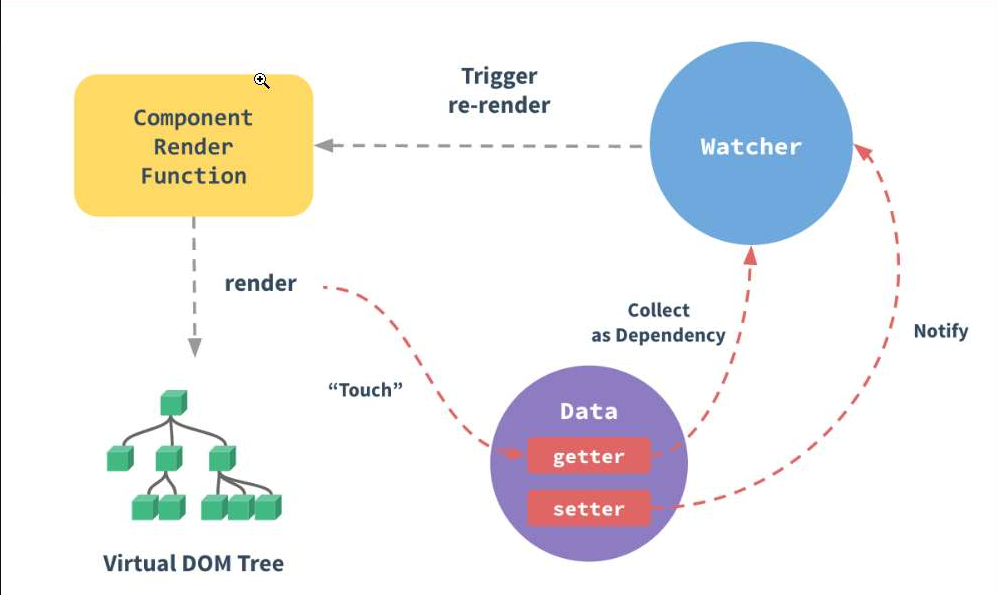 Trigger
re-render
Component
Render
Function
Watcher
render
Collect
as Dependency
Notify
“Touch”
Data
getter
setter
Virtual DOM Tree